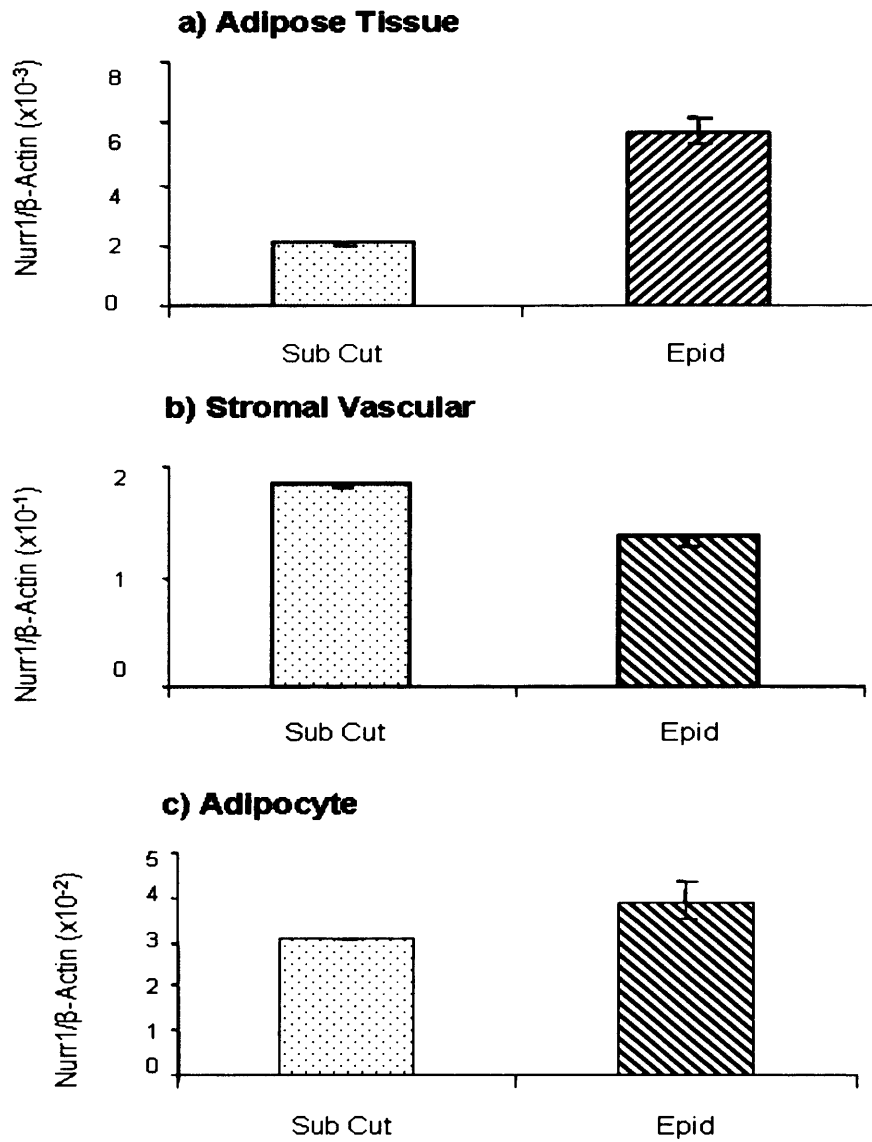 a) Adipose Tissue
Nurr1/β-Actin (x10-3)
8
6
4
2
0
Sub Cut Epid
b) Stromal Vascular
Nurr1/β-Actin (x10-1)
2
1
0
Sub Cut Epid
c) Adipocyte
Nurr1/β-Actin (x10-2)
5
4
3
2
1
0
Sub Cut Epid